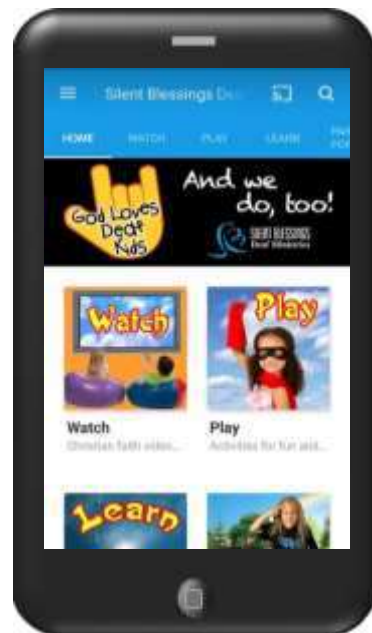 Silent Blessings De
HOME WATCH PLAY LEARN
God Loves
Deaf
Kids
And we
do, too!
SILENT BLESSINGS
Deaf Ministries
Watch
Play
Watch
Christian faith video...
Play
Activities for fun and...
Learn